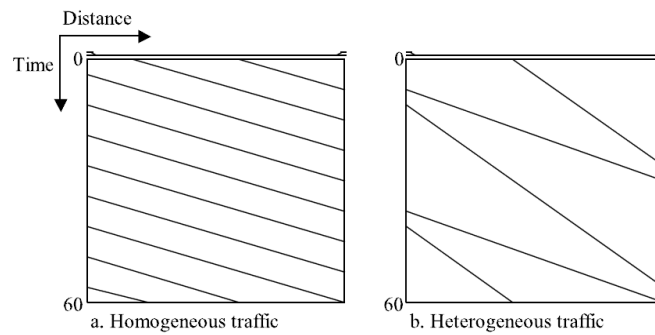 Distance
Time
0
60
a. Homogeneous traffic
0
60
b. Heterogeneous traffic